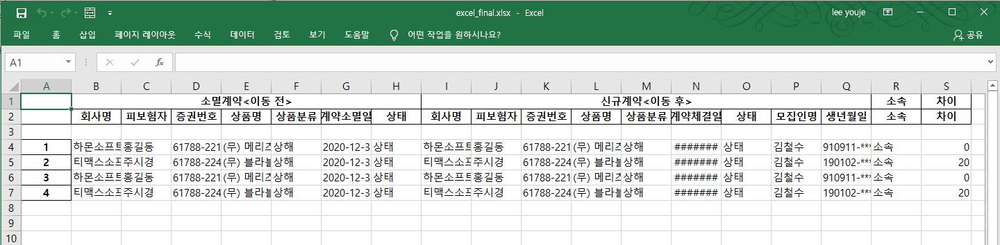 excel_final.xlsx - Excel
lee youje
파일 홈 삽입 페이지 레이아웃 수식 데이터 검토 보기 도움말 어떤 작업을 원하시나요? 공유
A1 fx
A B C D E F G H I J K L M N O P Q R S
1 소멸계약<이동 전> 신규계약<이동 후> 소속 차이
2 회사명 피보험자 증권번호 상품명 상품분류 계약소멸일 상태 회사명 피보험자 증권번호 상품명 상품분류 계약체결일 상태 모집인명 생년월일 소속 차이
3
4 1 하몬소프트 홍길동 61788-221 (무) 메리츠 상해 2020-12-3 상태 하몬소프트 홍길동 61788-221 (무) 메리츠 상해 ####### 상태 김철수 910911-*** 소속 0
5 2 티맥스소프 주시경 61788-224 (무) 블라블 상해 2020-12-3 상태 티맥스소프 주시경 61788-224 (무) 블라블 상해 ####### 상태 김철수 190102-*** 소속 20
6 3 하몬소프트 홍길동 61788-221 (무) 메리츠 상해 2020-12-3 상태 하몬소프트 홍길동 61788-221 (무) 메리츠 상해 ####### 상태 김철수 910911-*** 소속 0
7 4 티맥스소프 주시경 61788-224 (무) 블라블 상해 2020-12-3 상태 티맥스소프 주시경 61788-224 (무) 블라블 상해 ####### 상태 김철수 190102-*** 소속 20
8
9
10